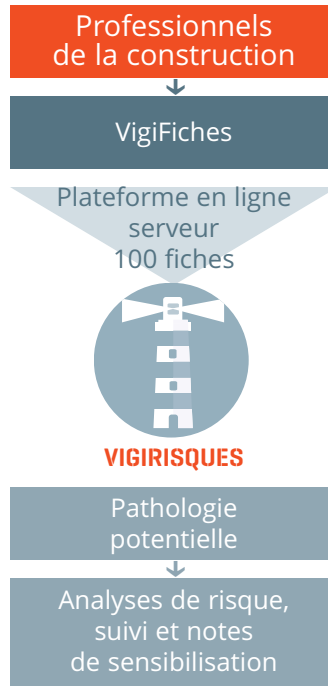 Professionnels
de la construction
VigiFiches
Plateforme en ligne
serveur
100 fiches
VIGIRISQUES
Pathologie
potentielle
Analyses de risque,
suivi et notes
de sensibilisation